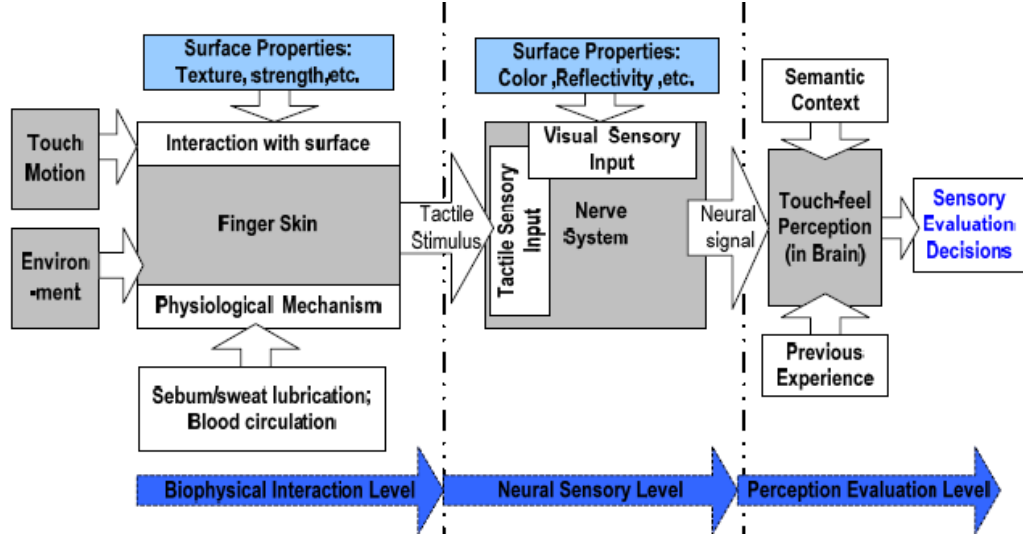 Surface Properties:
Texture, strength,etc.
Surface Properties:
Color ,Reflectivity ,etc.
Semantic
Context
Touch
Motion
Interaction with surface
Visual Sensory
Input
Finger Skin
Tactile
Stimulus
Tactile Sensory
Input
Nerve
System
Neural
signal
Touch-feel
Perception
(in Brain)
Sensory
Evaluation
Decisions
Environ
-ment
Physiological Mechanism
Sebum/sweat lubrication;
Blood circulation
Previous
Experience
Biophysical Interaction Level
Neural Sensory Level
Perception Evaluation Level